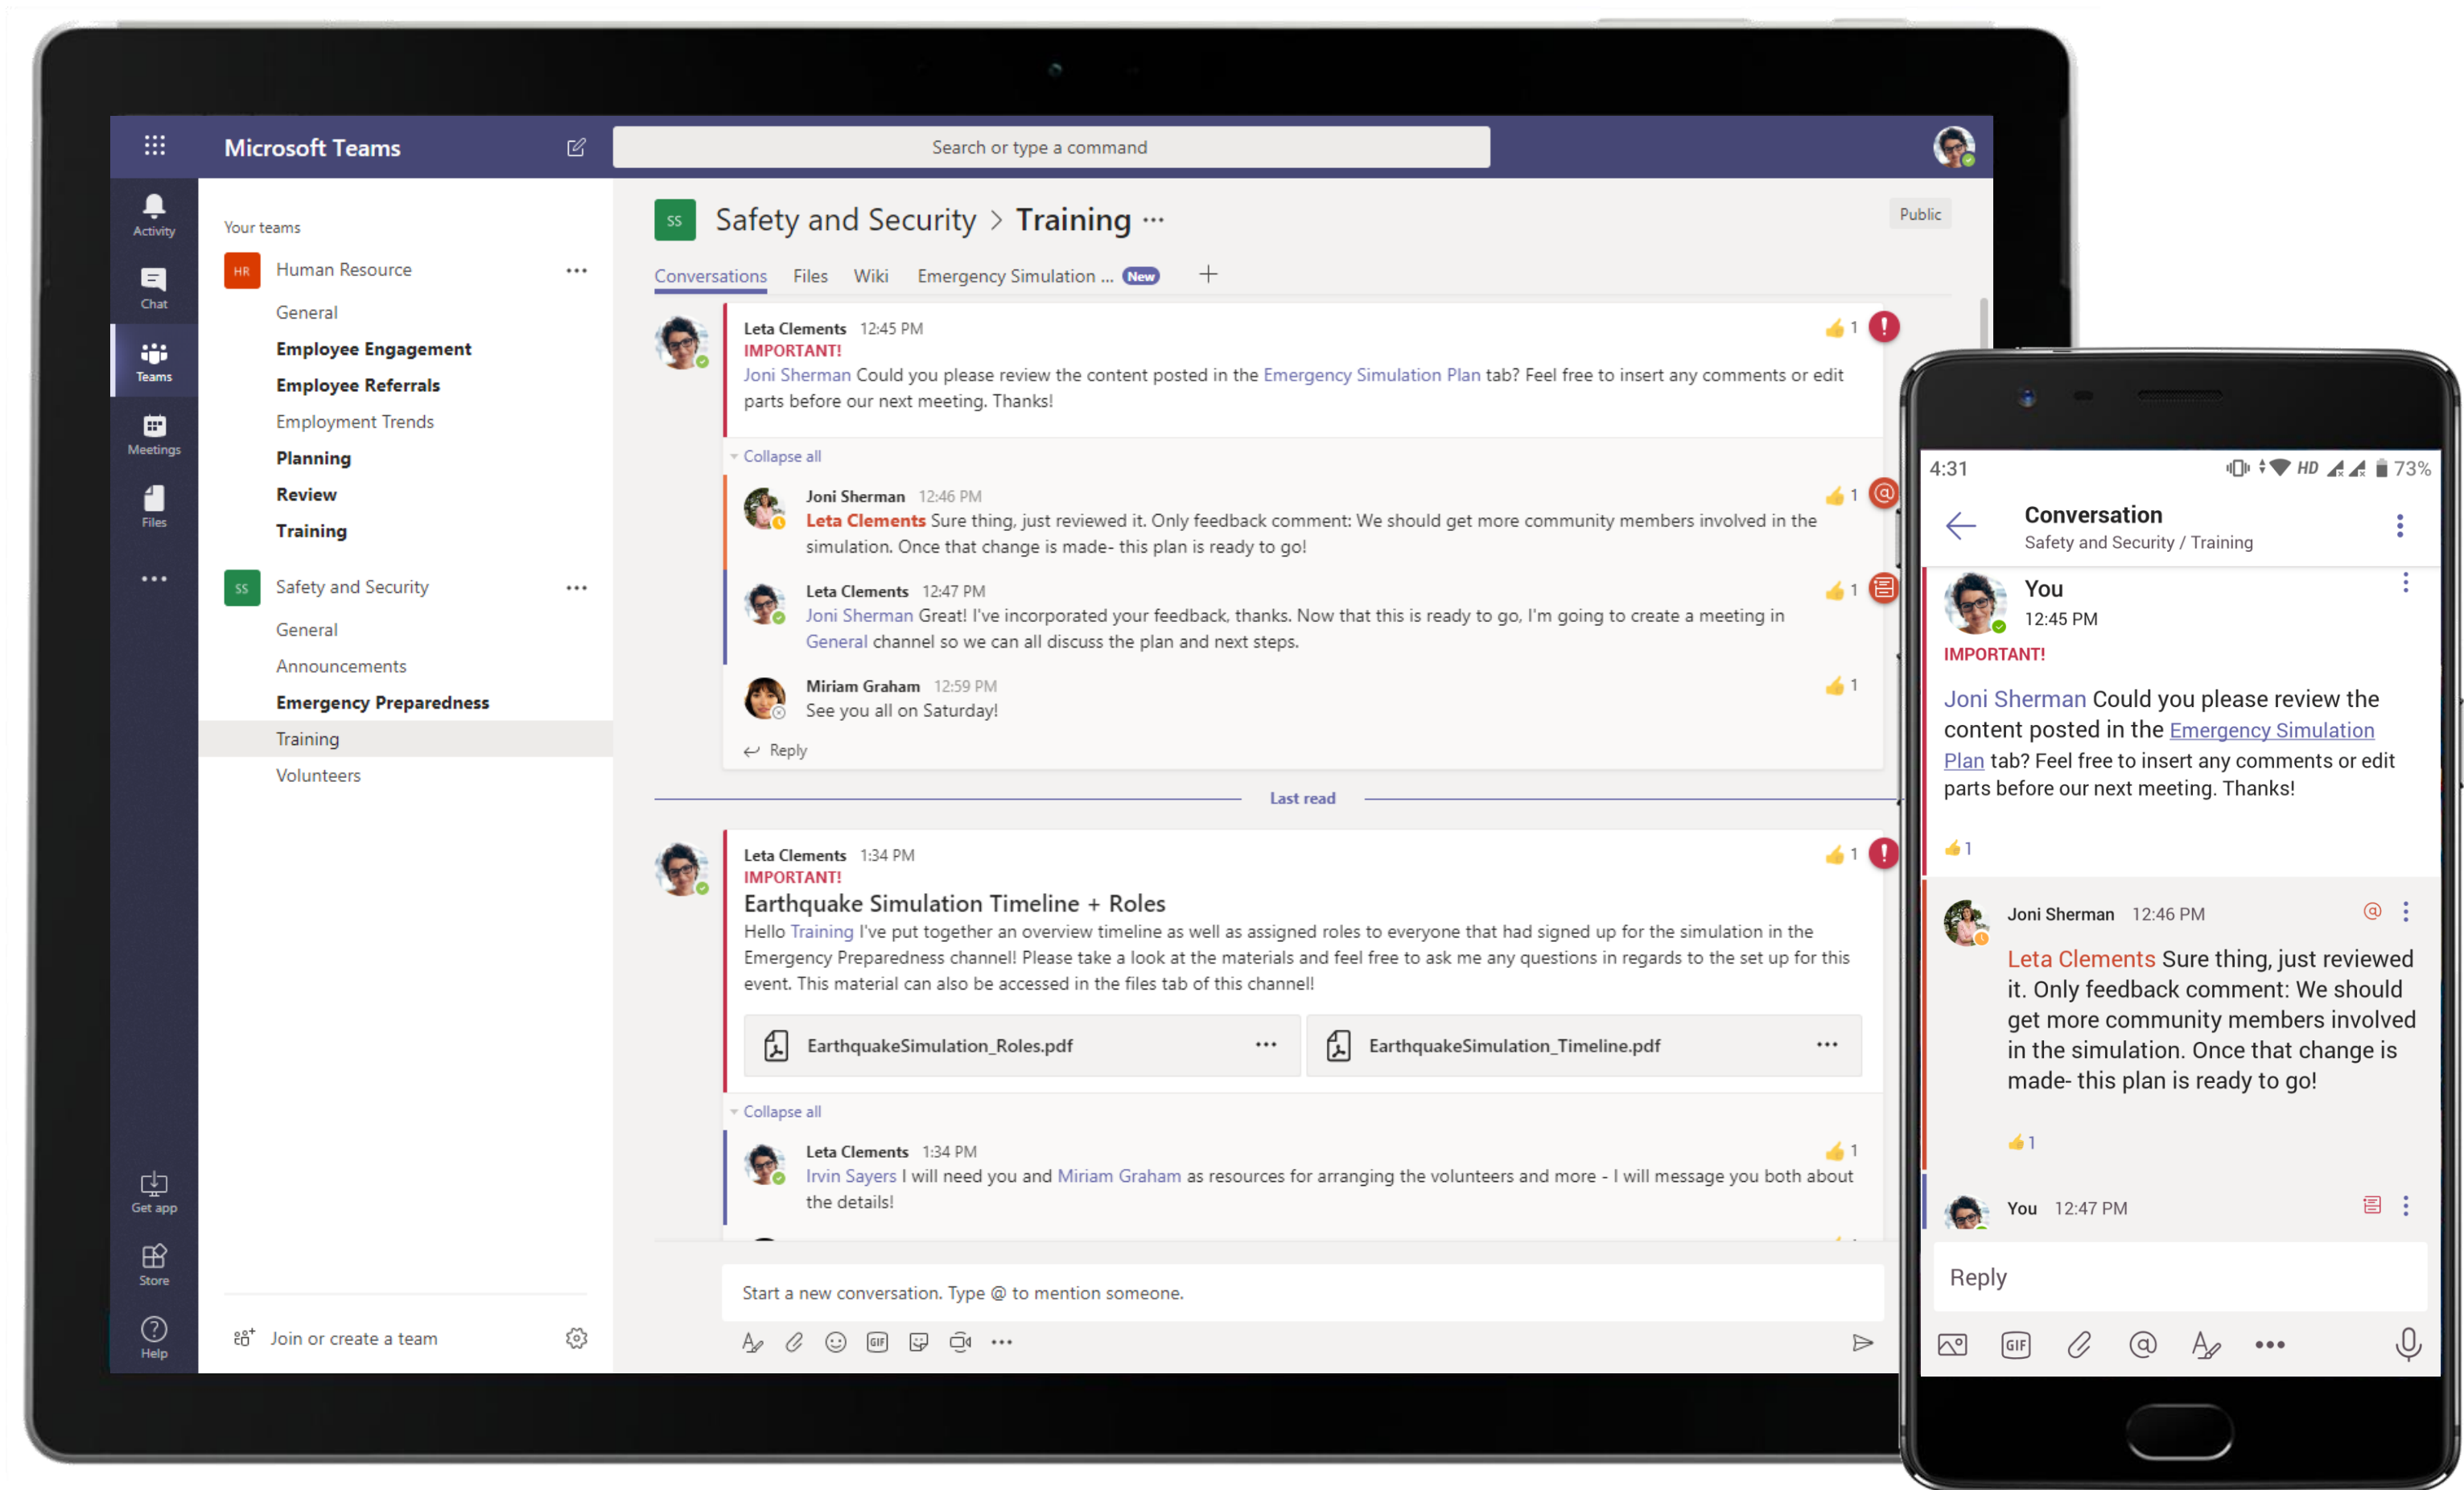 Microsoft Teams
Search or type a command
Activity
Chat
Teams
Meetings
Files
Get app
Store
Help
Your teams
HR Human Resource
General
Employee Engagement
Employee Referrals
Employment Trends
Planning
Review
Training
SS Safety and Security
General
Announcements
Emergency Preparedness
Training
Volunteers
Join or create a team
SS Safety and Security > Training ···
Public
Conversations Files Wiki Emergency Simulation ... New +
Leta Clements 12:45 PM
👍 1
IMPORTANT!
Joni Sherman Could you please review the content posted in the Emergency Simulation Plan tab? Feel free to insert any comments or edit
parts before our next meeting. Thanks!
Collapse all
Joni Sherman 12:46 PM
👍 1 @
Leta Clements Sure thing, just reviewed it. Only feedback comment: We should get more community members involved in the
simulation. Once that change is made- this plan is ready to go!
Leta Clements 12:47 PM
👍 1
Joni Sherman Great! I've incorporated your feedback, thanks. Now that this is ready to go, I'm going to create a meeting in
General channel so we can all discuss the plan and next steps.
Miriam Graham 12:59 PM
👍 1
See you all on Saturday!
Reply
Last read
Leta Clements 1:34 PM
👍 1
IMPORTANT!
Earthquake Simulation Timeline + Roles
Hello Training I've put together an overview timeline as well as assigned roles to everyone that had signed up for the simulation in the
Emergency Preparedness channel! Please take a look at the materials and feel free to ask me any questions in regards to the set up for this
event. This material can also be accessed in the files tab of this channel!
EarthquakeSimulation_Roles.pdf
EarthquakeSimulation_Timeline.pdf
Collapse all
Leta Clements 1:34 PM
👍 1
Irvin Sayers I will need you and Miriam Graham as resources for arranging the volunteers and more - I will message you both about
the details!
Start a new conversation. Type @ to mention someone.
GIF
4:31
HD 73%
Conversation
Safety and Security / Training
You
12:45 PM
IMPORTANT!
Joni Sherman Could you please review the
content posted in the Emergency Simulation
Plan tab? Feel free to insert any comments or edit
parts before our next meeting. Thanks!
👍 1
Joni Sherman 12:46 PM @
Leta Clements Sure thing, just reviewed
it. Only feedback comment: We should
get more community members involved
in the simulation. Once that change is
made- this plan is ready to go!
👍 1
You 12:47 PM
Reply
GIF @